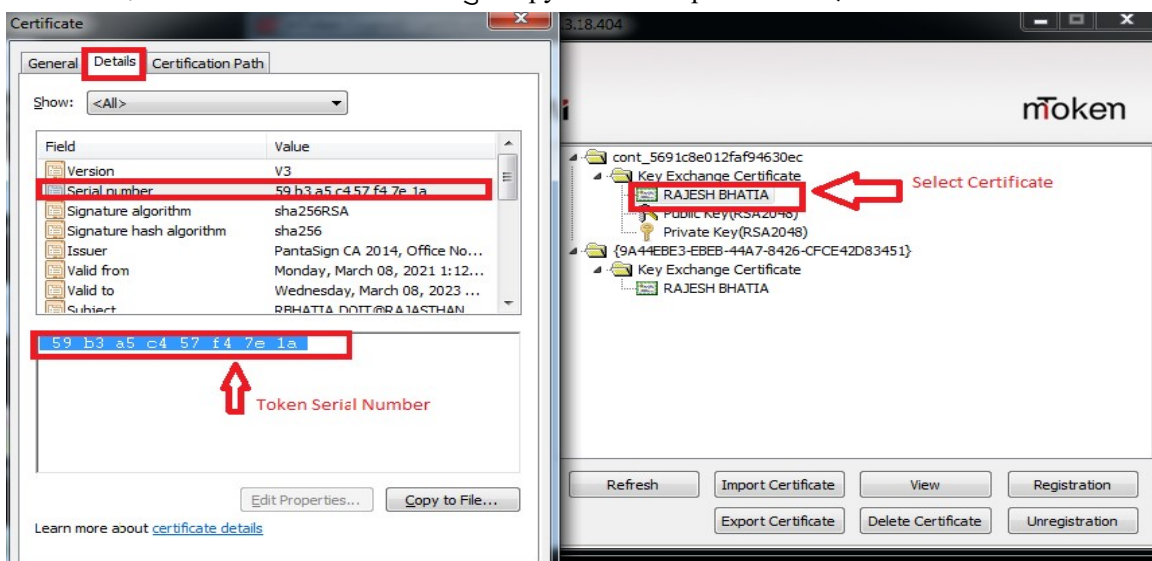 Certificate
General Details Certification Path
Show: <All>
Field Value
Version V3
Serial number 59 b3 a5 c4 57 f4 7e 1a
Signature algorithm sha256RSA
Signature hash algorithm sha256
Issuer PantaSign CA 2014, Office No...
Valid from Monday, March 08, 2021 1:12...
Valid to Wednesday, March 08, 2023 ...
Subject RBHATIA.DOIT@RAJASTHAN
59 b3 a5 c4 57 f4 7e 1a
Token Serial Number
Edit Properties... Copy to File...
Learn more about certificate details
3.18.404
mToken
cont_5691c8e012faf94630ec
Key Exchange Certificate
RAJESH BHATIA
Select Certificate
Public Key(RSA2048)
Private Key(RSA2048)
{9A44EBE3-EBEB-44A7-8426-CFCE42D83451}
Key Exchange Certificate
RAJESH BHATIA
Refresh Import Certificate View Registration
Export Certificate Delete Certificate Unregistration